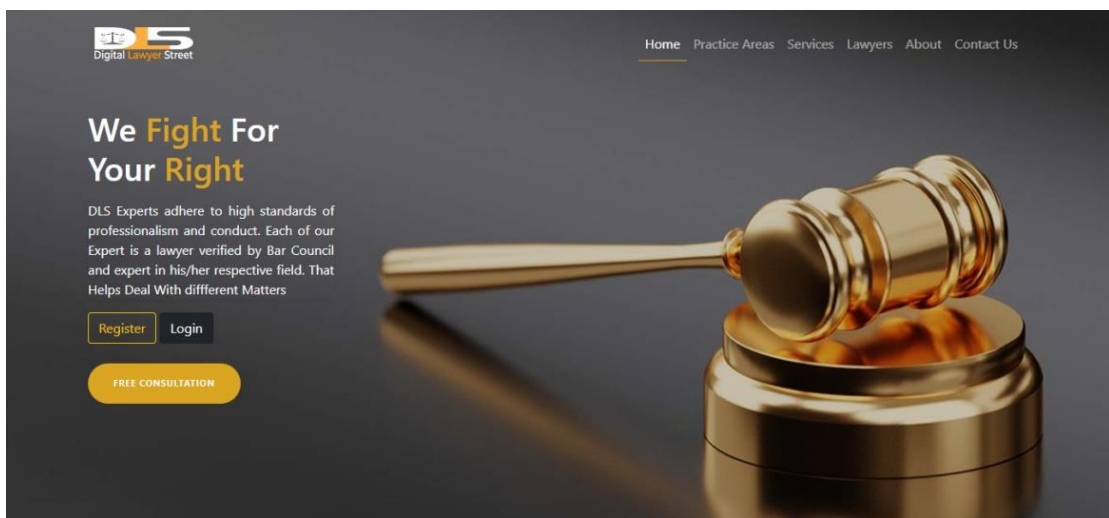 DLS
Digital Lawyer Street
Home Practice Areas Services Lawyers About Contact Us
We Fight For
Your Right
DLS Experts adhere to high standards of
professionalism and conduct. Each of our
Expert is a lawyer verified by Bar Council
and expert in his/her respective field. That
Helps Deal With diffferent Matters
Register Login
FREE CONSULTATION